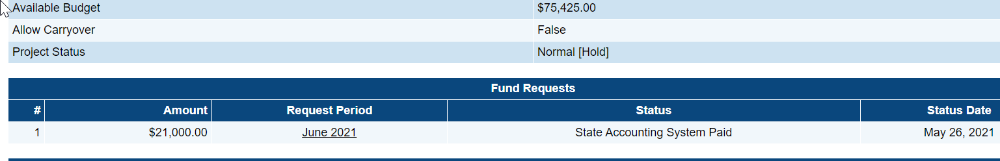 Available Budget $75,425.00
Allow Carryover False
Project Status Normal [Hold]
Fund Requests
# Amount Request Period Status Status Date
1 $21,000.00 June 2021 State Accounting System Paid May 26, 2021